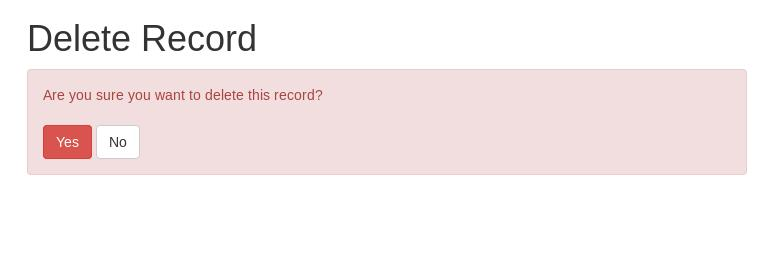 Delete Record
Are you sure you want to delete this record?
Yes No